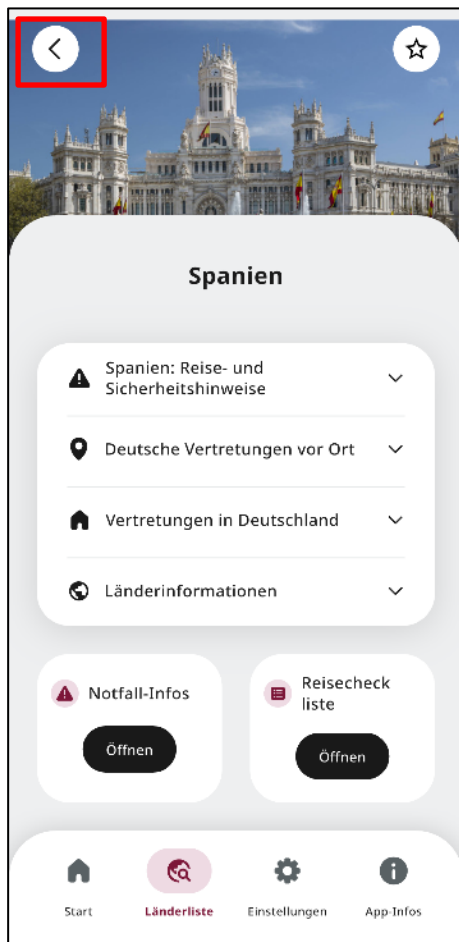 Spanien
Spanien: Reise- und
Sicherheitshinweise
Deutsche Vertretungen vor Ort
Vertretungen in Deutschland
Länderinformationen
Notfall-Infos
Öffnen
Reisecheck
liste
Öffnen
Start
Länderliste
Einstellungen
App-Infos